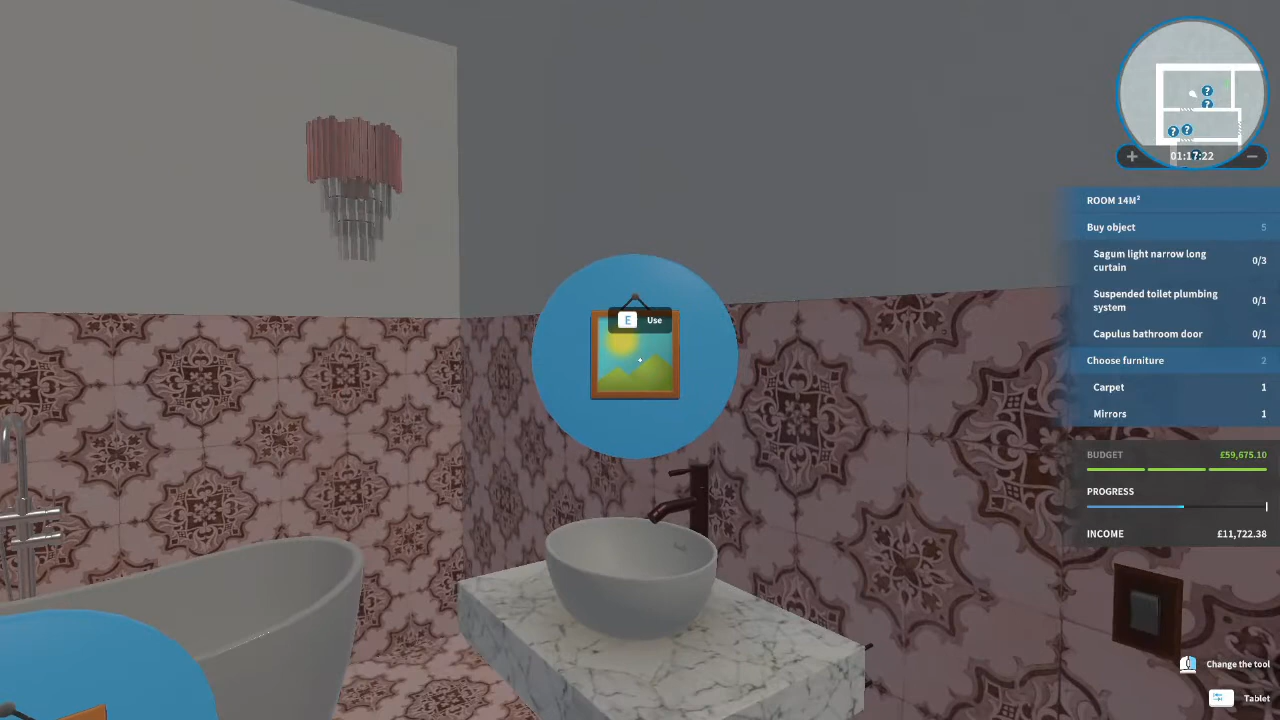 01:17:22
ROOM 14M²
Buy object 5
Sagum light narrow long
curtain 0/3
Suspended toilet plumbing
system 0/1
Capulus bathroom door 0/1
Choose furniture 2
Carpet 1
Mirrors 1
BUDGET £59,675.10
PROGRESS
INCOME £11,722.38
E Use
Change the tool
Tablet